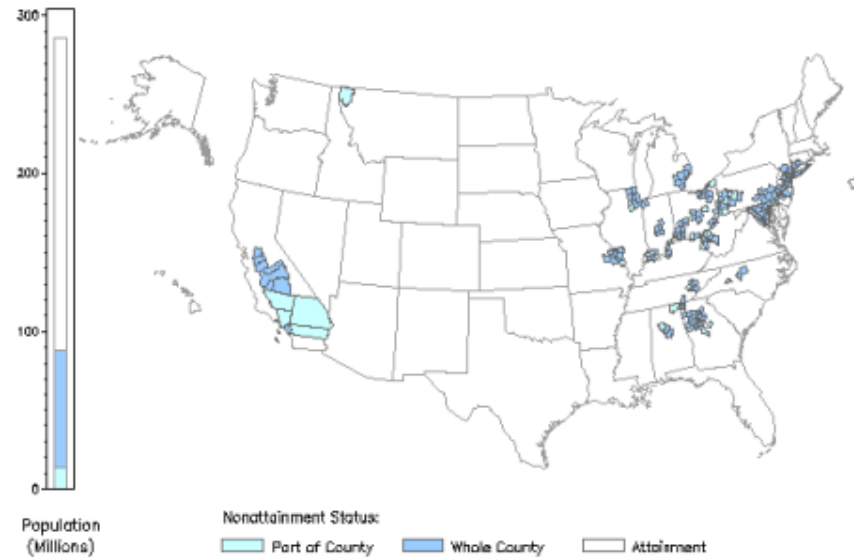 300
200
100
0
Population
(Millions)
Nonattainment Status:
Part of County
Whole County
Attainment